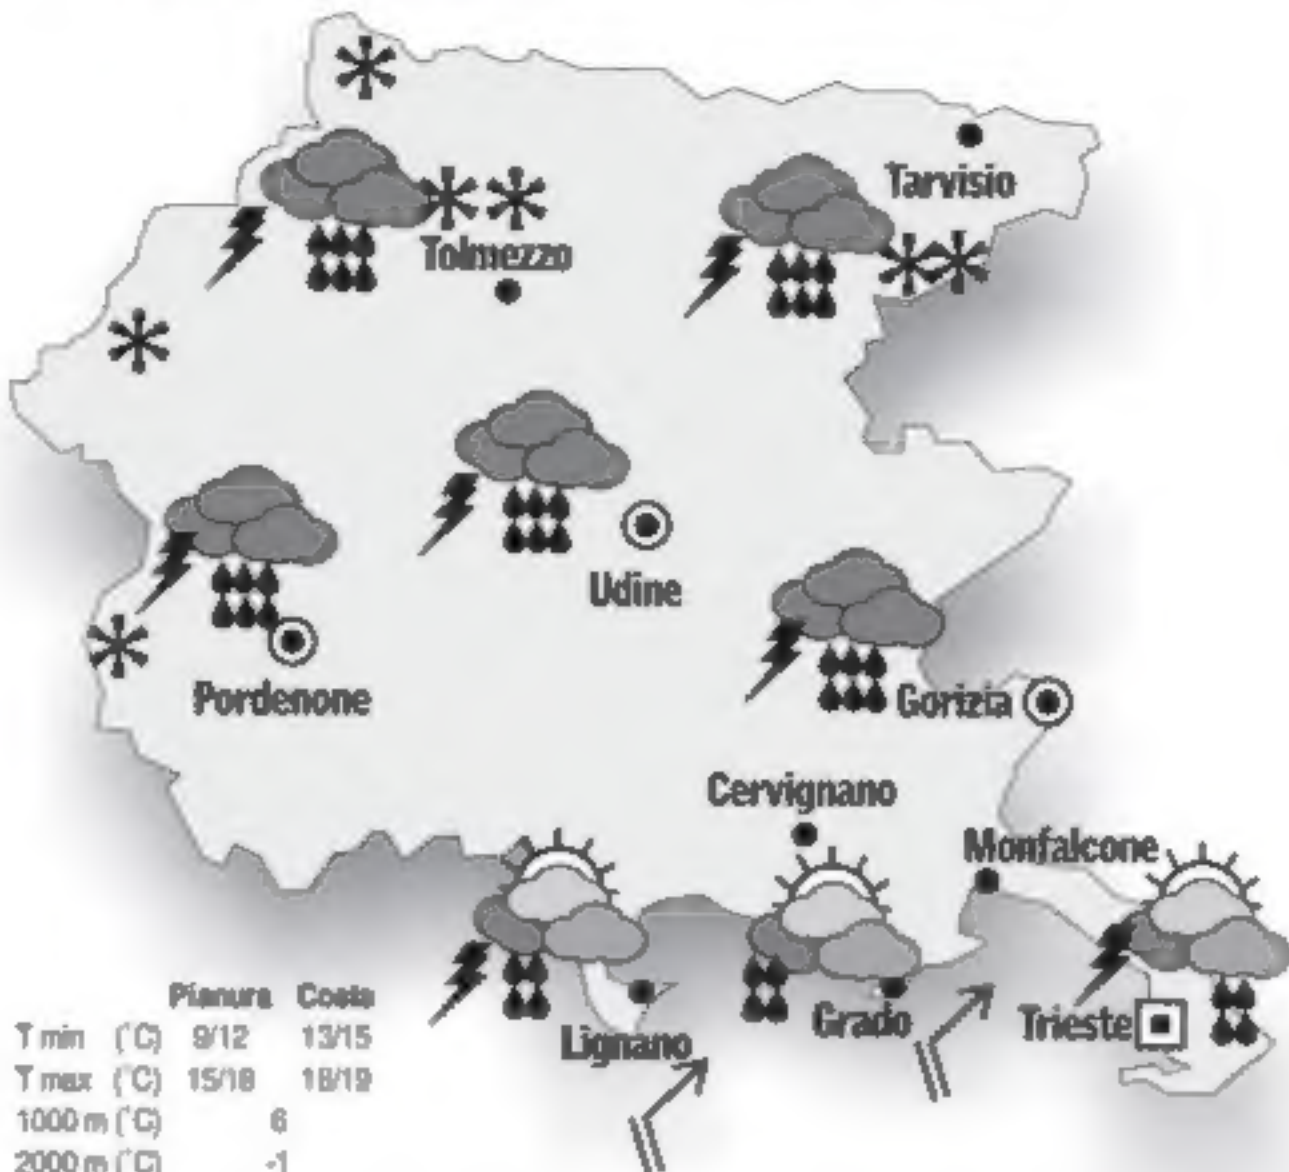 Tarvisio
Tolmezzo
Udine
Pordenone
Gorizia
Cervignano
Monfalcone
Grado
Trieste
Lignano
Pianura Costa
T min (°C) 9/12 13/15
T max (°C) 15/18 18/19
1000 m (°C) 6
2000 m (°C) -1